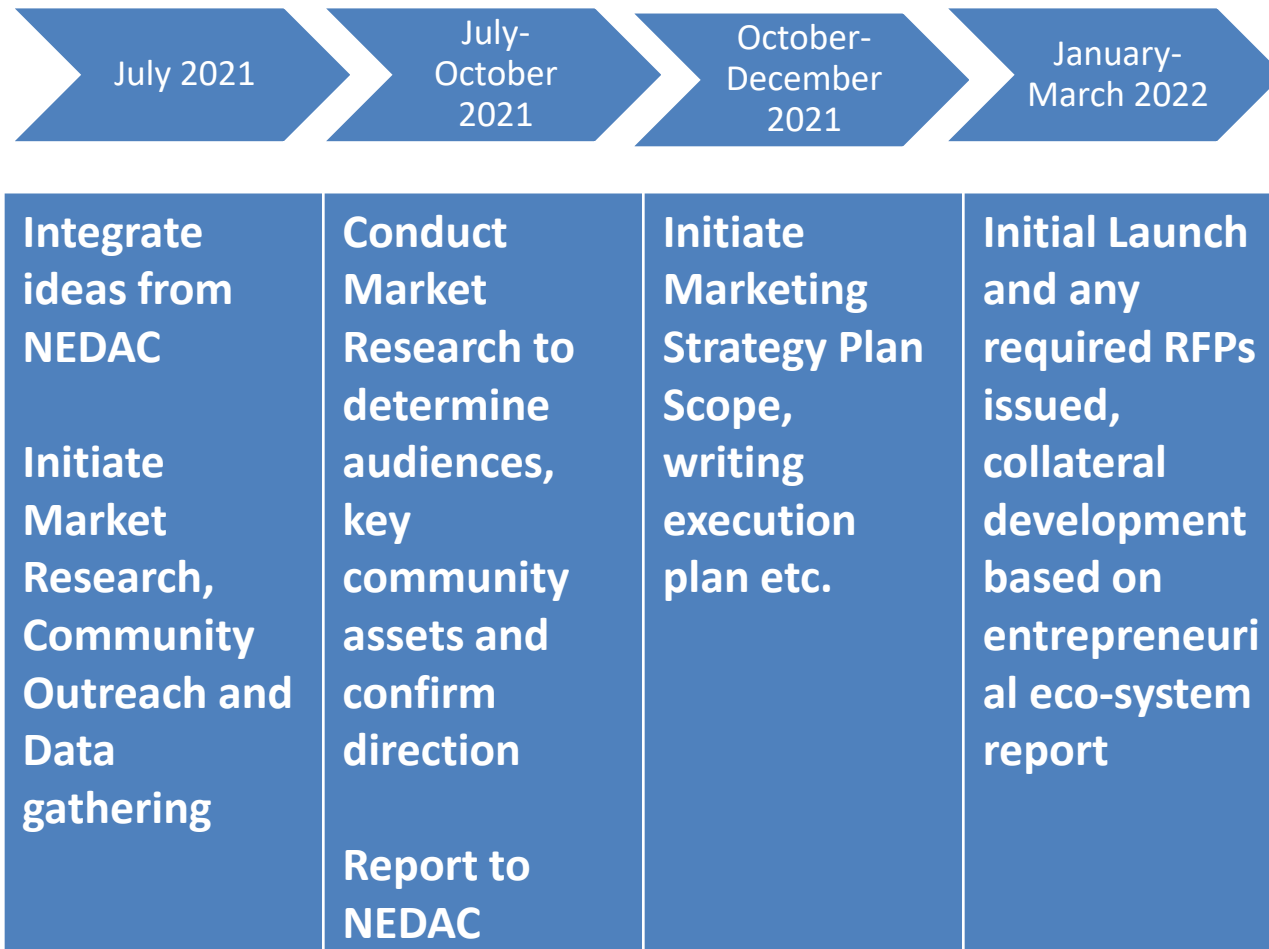 July 2021
July-
October
2021
October-
December
2021
January-
March 2022
Integrate
ideas from
NEDAC
Initiate
Market
Research,
Community
Outreach and
Data
gathering
Conduct
Market
Research to
determine
audiences,
key
community
assets and
confirm
direction
Report to
NEDAC
Initiate
Marketing
Strategy Plan
Scope,
writing
execution
plan etc.
Initial Launch
and any
required RFPs
issued,
collateral
development
based on
entrepreneuri
al eco-system
report